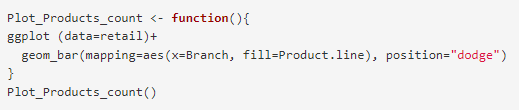 Plot_Products_count <- function(){
ggplot (data=retail)+
  geom_bar(mapping=aes(x=Branch, fill=Product.line), position="dodge")
}
Plot_Products_count()